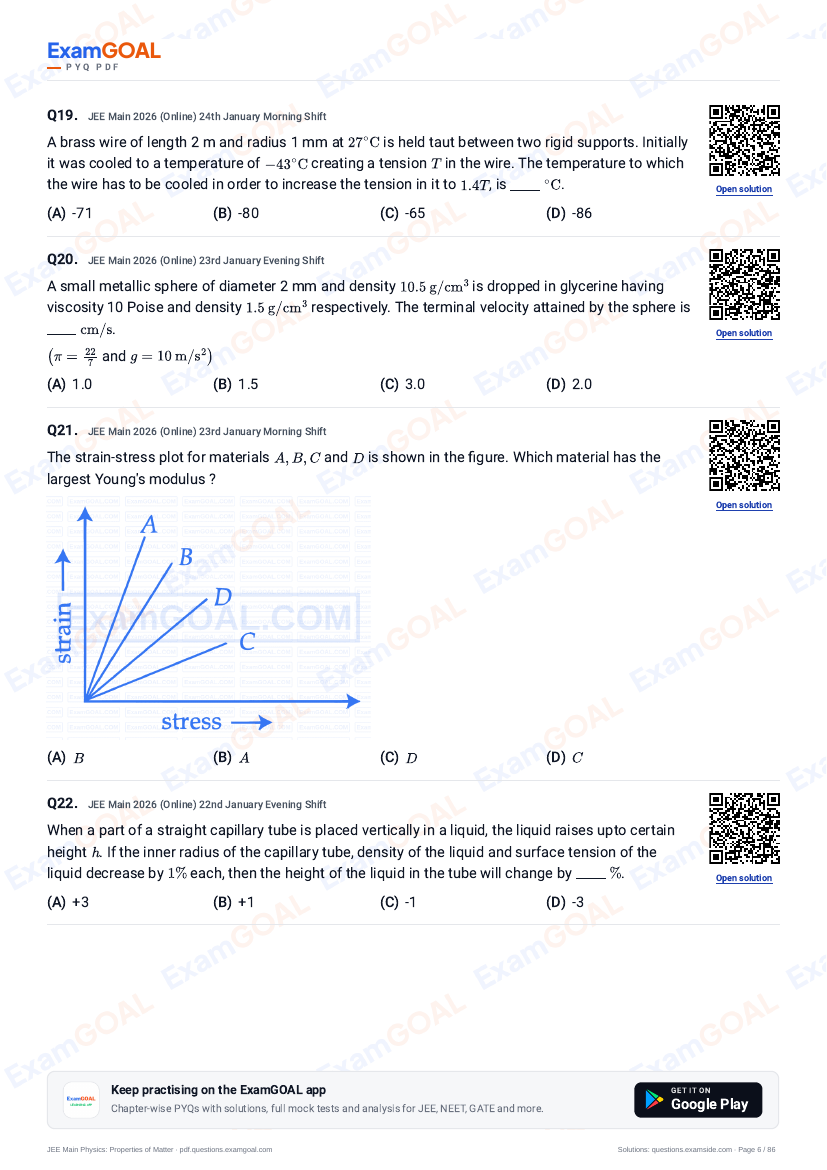 ExamGOAL
PYQ PDF
Q19. JEE Main 2026 (Online) 24th January Morning Shift
A brass wire of length 2 m and radius 1 mm at 27°C is held taut between two rigid supports. Initially
it was cooled to a temperature of −43°C creating a tension T in the wire. The temperature to which
the wire has to be cooled in order to increase the tension in it to 1.4T, is ____ °C.
(A) -71 (B) -80 (C) -65 (D) -86
Open solution
Q20. JEE Main 2026 (Online) 23rd January Evening Shift
A small metallic sphere of diameter 2 mm and density 10.5 g/cm³ is dropped in glycerine having
viscosity 10 Poise and density 1.5 g/cm³ respectively. The terminal velocity attained by the sphere is
____ cm/s.
(π = 22/7 and g = 10 m/s²)
(A) 1.0 (B) 1.5 (C) 3.0 (D) 2.0
Open solution
Q21. JEE Main 2026 (Online) 23rd January Morning Shift
The strain-stress plot for materials A, B, C and D is shown in the figure. Which material has the
largest Young's modulus ?
Open solution
A
B
D
C
strain
stress
ExamGOAL.COM
(A) B (B) A (C) D (D) C
Q22. JEE Main 2026 (Online) 22nd January Evening Shift
When a part of a straight capillary tube is placed vertically in a liquid, the liquid raises upto certain
height h. If the inner radius of the capillary tube, density of the liquid and surface tension of the
liquid decrease by 1% each, then the height of the liquid in the tube will change by ____ %.
(A) +3 (B) +1 (C) -1 (D) -3
Open solution
ExamGOAL
Keep practising on the ExamGOAL app
Chapter-wise PYQs with solutions, full mock tests and analysis for JEE, NEET, GATE and more.
GET IT ON
Google Play
JEE Main Physics: Properties of Matter · pdf.questions.examgoal.com
Solutions: questions.examside.com · Page 6 / 86